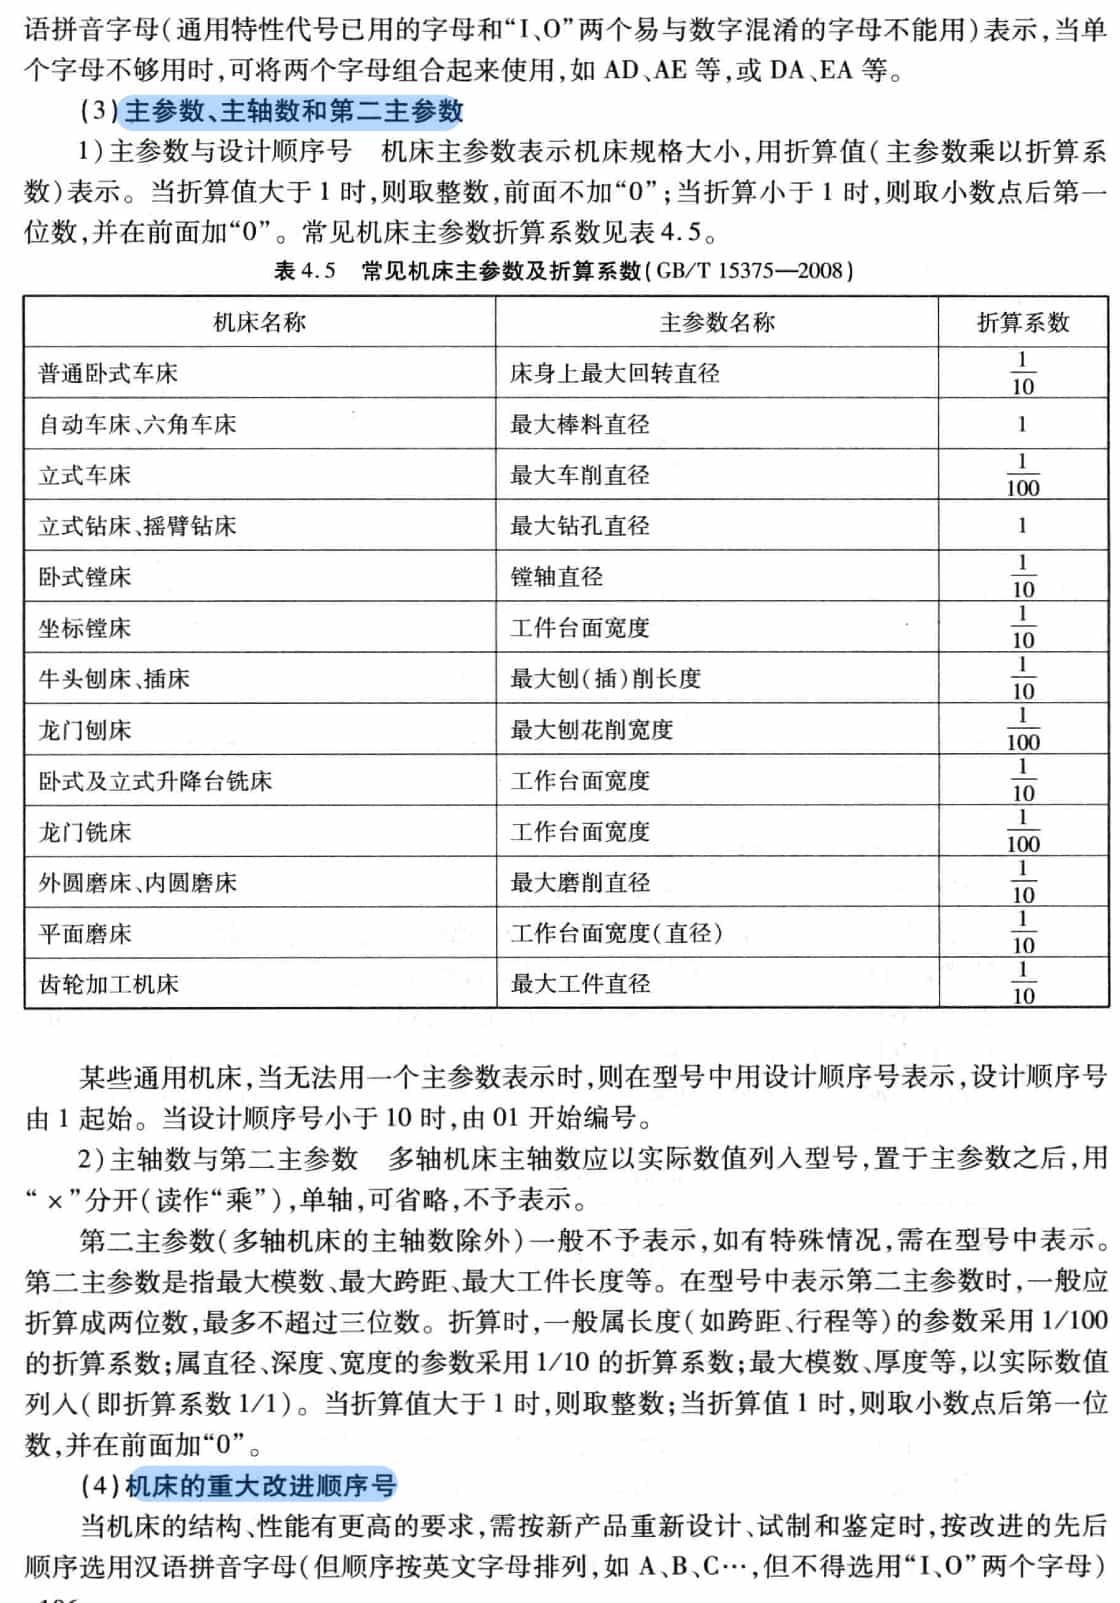 语拼音字母(通用特性代号已用的字母和“I、O”两个易与数字混淆的字母不能用)表示,当单
个字母不够用时,可将两个字母组合起来使用,如 AD、AE 等,或 DA、EA 等。
(3)主参数、主轴数和第二主参数
1)主参数与设计顺序号 机床主参数表示机床规格大小,用折算值(主参数乘以折算系
数)表示。当折算值大于 1 时,则取整数,前面不加“0”;当折算小于 1 时,则取小数点后第一
位数,并在前面加“0”。常见机床主参数折算系数见表 4.5。
表 4.5 常见机床主参数及折算系数(GB/T 15375—2008)
机床名称 主参数名称 折算系数
普通卧式车床 床身上最大回转直径 1/10
自动车床、六角车床 最大棒料直径 1
立式车床 最大车削直径 1/100
立式钻床、摇臂钻床 最大钻孔直径 1
卧式镗床 镗轴直径 1/10
坐标镗床 工件台面宽度 1/10
牛头刨床、插床 最大刨(插)削长度 1/10
龙门刨床 最大刨花削宽度 1/100
卧式及立式升降台铣床 工作台面宽度 1/10
龙门铣床 工作台面宽度 1/100
外圆磨床、内圆磨床 最大磨削直径 1/10
平面磨床 工作台面宽度(直径) 1/10
齿轮加工机床 最大工件直径 1/10
某些通用机床,当无法用一个主参数表示时,则在型号中用设计顺序号表示,设计顺序号
由 1 起始。当设计顺序号小于 10 时,由 01 开始编号。
2)主轴数与第二主参数 多轴机床主轴数应以实际数值列入型号,置于主参数之后,用
“×”分开(读作“乘”),单轴,可省略,不予表示。
第二主参数(多轴机床的主轴数除外)一般不予表示,如有特殊情况,需在型号中表示。
第二主参数是指最大模数、最大跨距、最大工件长度等。在型号中表示第二主参数时,一般应
折算成两位数,最多不超过三位数。折算时,一般属长度(如跨距、行程等)的参数采用 1/100
的折算系数;属直径、深度、宽度的参数采用 1/10 的折算系数;最大模数、厚度等,以实际数值
列入(即折算系数 1/1)。当折算值大于 1 时,则取整数;当折算值 1 时,则取小数点后第一位
数,并在前面加“0”。
(4)机床的重大改进顺序号
当机床的结构、性能有更高的要求,需按新产品重新设计、试制和鉴定时,按改进的先后
顺序选用汉语拼音字母(但顺序按英文字母排列,如 A、B、C…,但不得选用“I、O”两个字母)